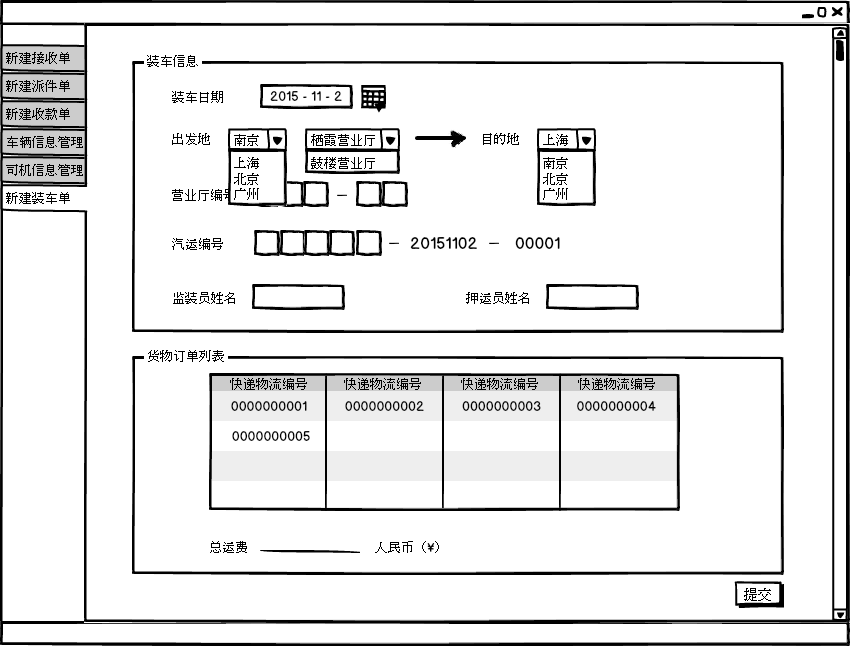 新建接收单
新建派件单
新建收款单
车辆信息管理
司机信息管理
新建装车单
装车信息
装车日期 2015 - 11 - 2
出发地 南京 栖霞营业厅 目的地 上海
上海 鼓楼营业厅 南京
北京 北京
广州 广州
营业厅编 –
汽运编号 – 20151102 – 00001
监装员姓名 押运员姓名
货物订单列表
快递物流编号 快递物流编号 快递物流编号 快递物流编号
0000000001 0000000002 0000000003 0000000004
0000000005
总运费 人民币（¥）
提交